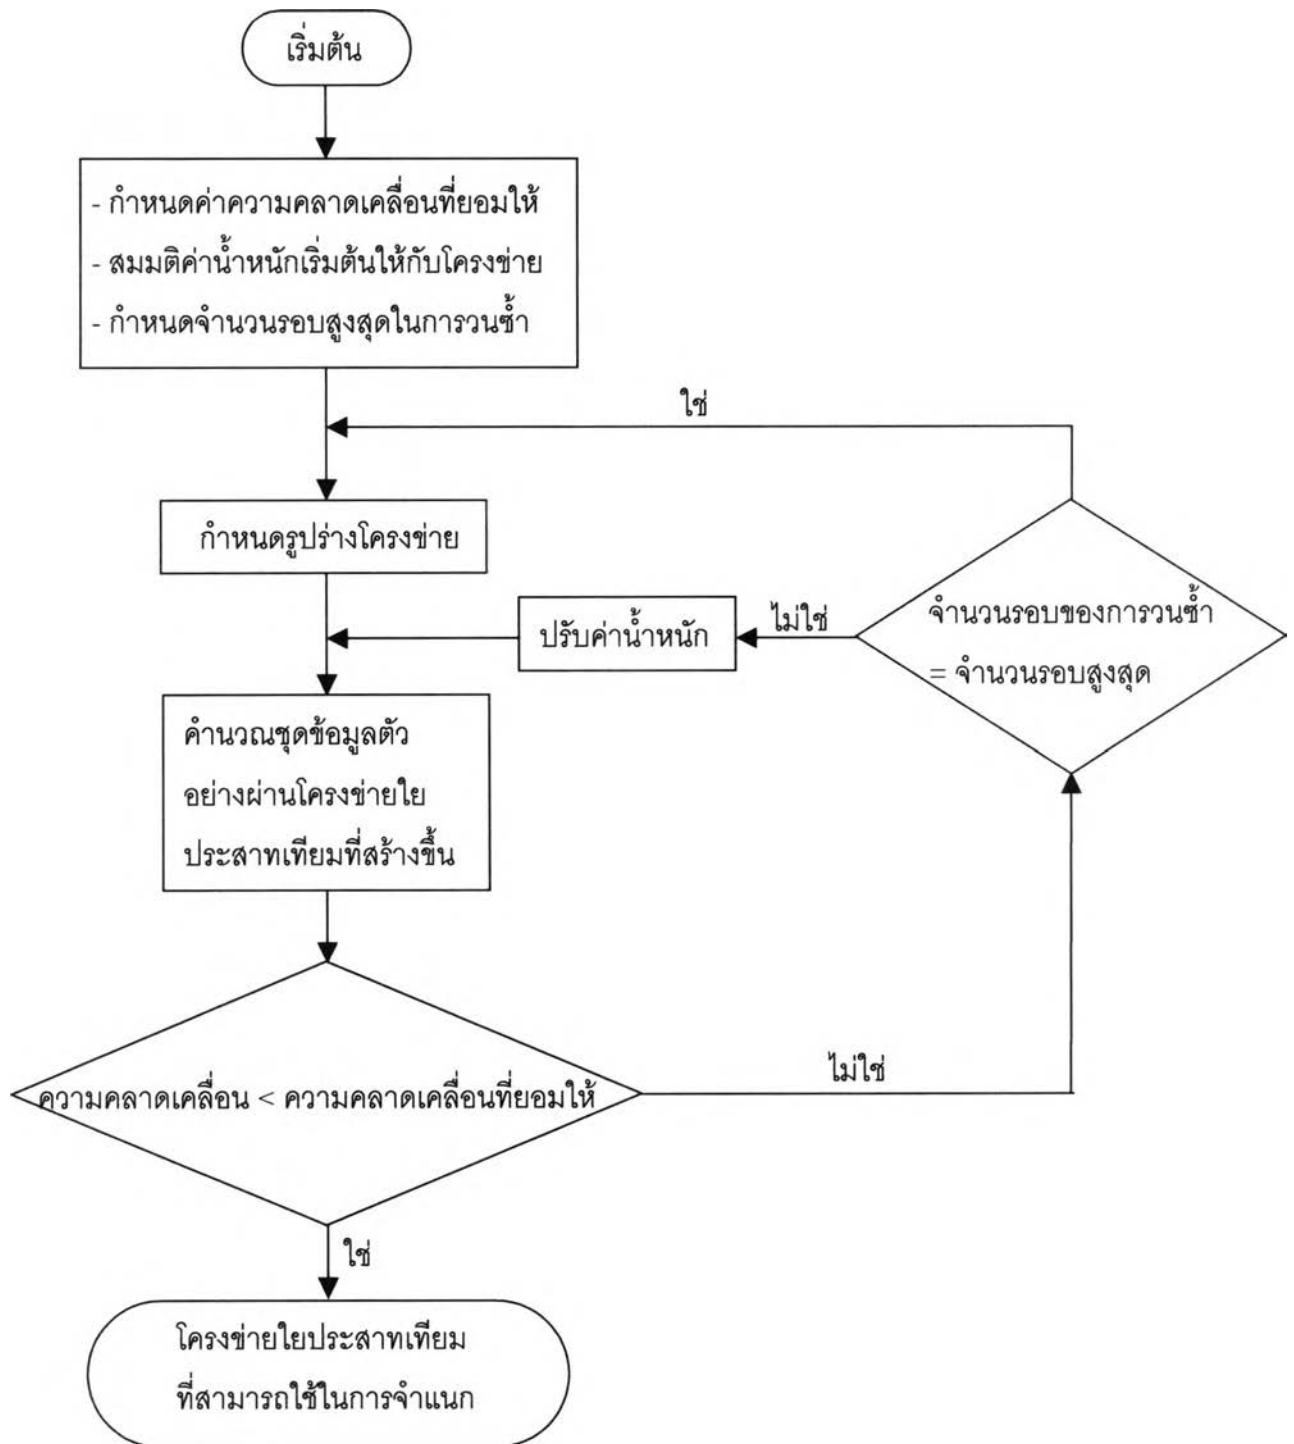 เริ่มต้น
- กำหนดค่าความคลาดเคลื่อนที่ยอมให้
- สมมติค่าน้ำหนักเริ่มต้นให้กับโครงข่าย
- กำหนดจำนวนรอบสูงสุดในการวนซ้ำ
ใช่
กำหนดรูปร่างโครงข่าย
ปรับค่าน้ำหนัก
ไม่ใช่
จำนวนรอบของการวนซ้ำ
= จำนวนรอบสูงสุด
คำนวณชุดข้อมูลตัว
อย่างผ่านโครงข่ายใย
ประสาทเทียมที่สร้างขึ้น
ไม่ใช่
ความคลาดเคลื่อน < ความคลาดเคลื่อนที่ยอมให้
ใช่
โครงข่ายใยประสาทเทียม
ที่สามารถใช้ในการจำแนก